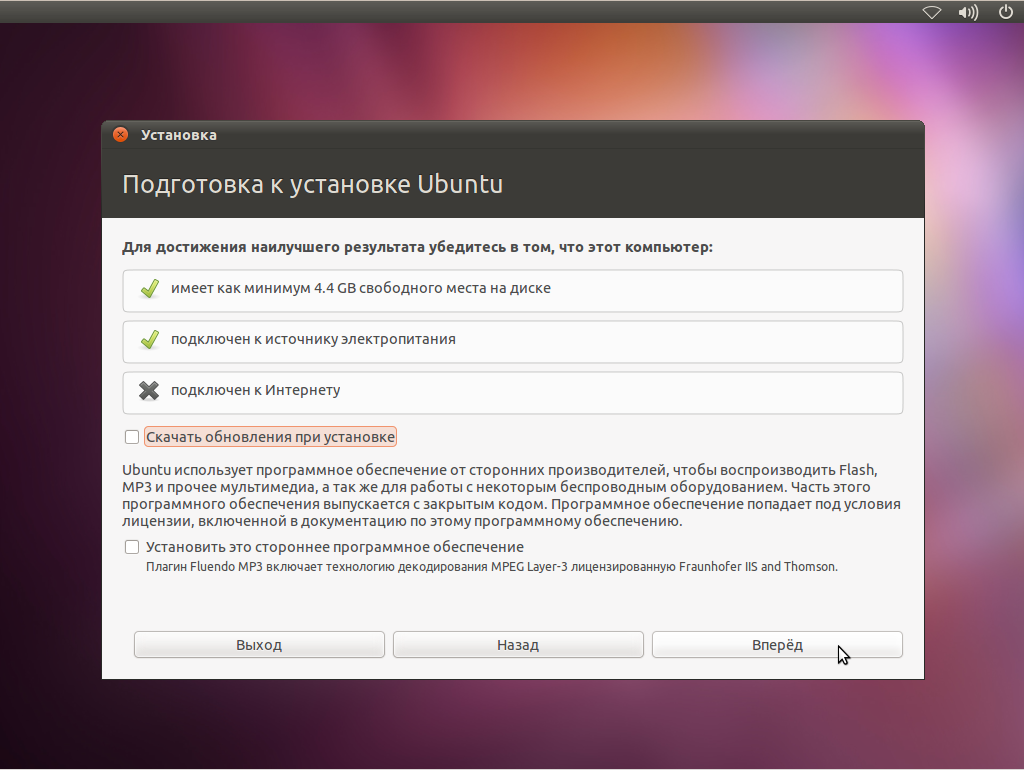 Установка
Подготовка к установке Ubuntu
Для достижения наилучшего результата убедитесь в том, что этот компьютер:
имеет как минимум 4.4 GB свободного места на диске
подключен к источнику электропитания
подключен к Интернету
Скачать обновления при установке
Ubuntu использует программное обеспечение от сторонних производителей, чтобы воспроизводить Flash,
MP3 и прочее мультимедиа, а так же для работы с некоторым беспроводным оборудованием. Часть этого
программного обеспечения выпускается с закрытым кодом. Программное обеспечение попадает под условия
лицензии, включенной в документацию по этому программному обеспечению.
Установить это стороннее программное обеспечение
Плагин Fluendo MP3 включает технологию декодирования MPEG Layer-3 лицензированную Fraunhofer IIS and Thomson.
Выход
Назад
Вперёд